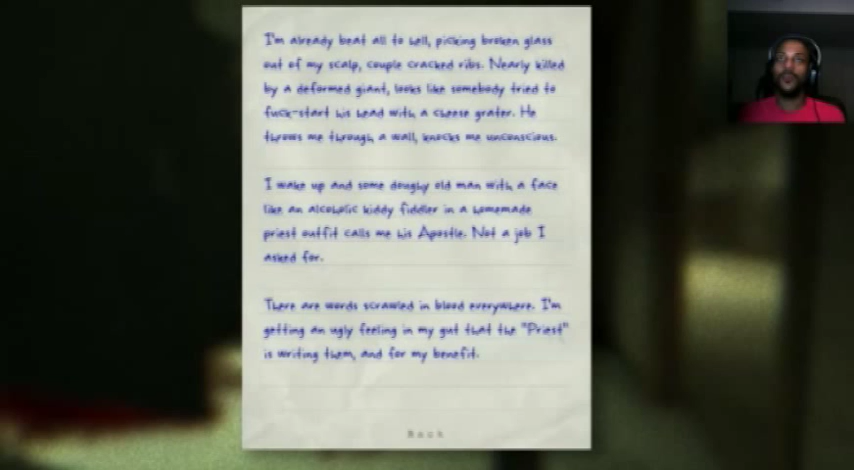 I'm already beat all to hell, picking broken glass
out of my scalp, couple cracked ribs. Nearly killed
by a deformed giant, looks like somebody tried to
fuck-start his head with a cheese grater. He
throws me through a wall, knocks me unconscious.
I wake up and some doughy old man with a face
like an alcoholic kiddy fiddler in a homemade
priest outfit calls me his Apostle. Not a job I
asked for.
There are words scrawled in blood everywhere. I'm
getting an ugly feeling in my gut that the "Priest"
is writing them, and for my benefit.
Back